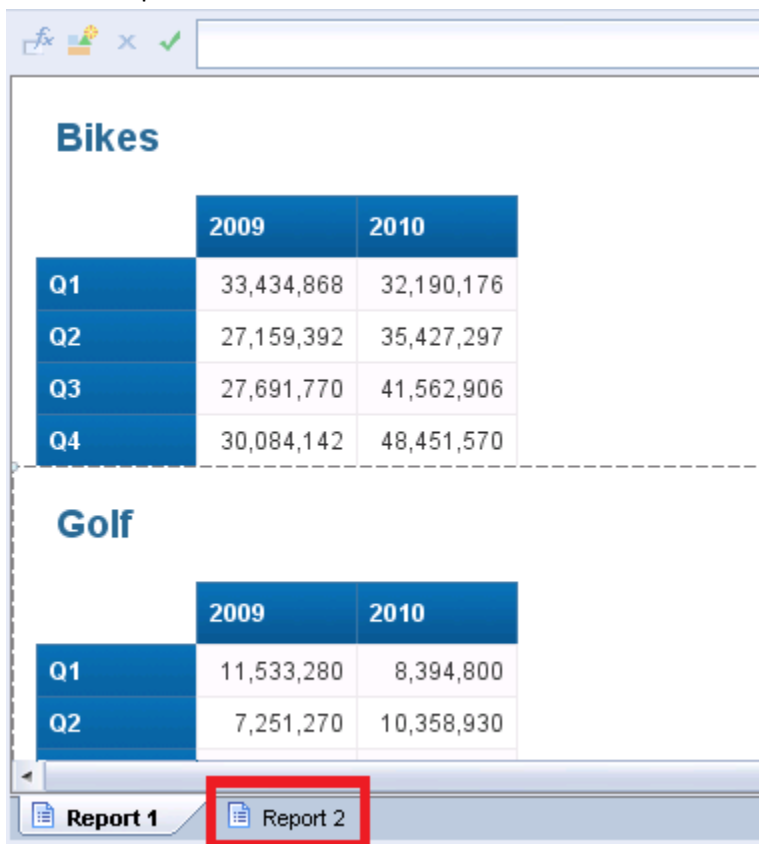 Bikes
2009 2010
Q1 33,434,868 32,190,176
Q2 27,159,392 35,427,297
Q3 27,691,770 41,562,906
Q4 30,084,142 48,451,570
Golf
2009 2010
Q1 11,533,280 8,394,800
Q2 7,251,270 10,358,930
Report 1 Report 2